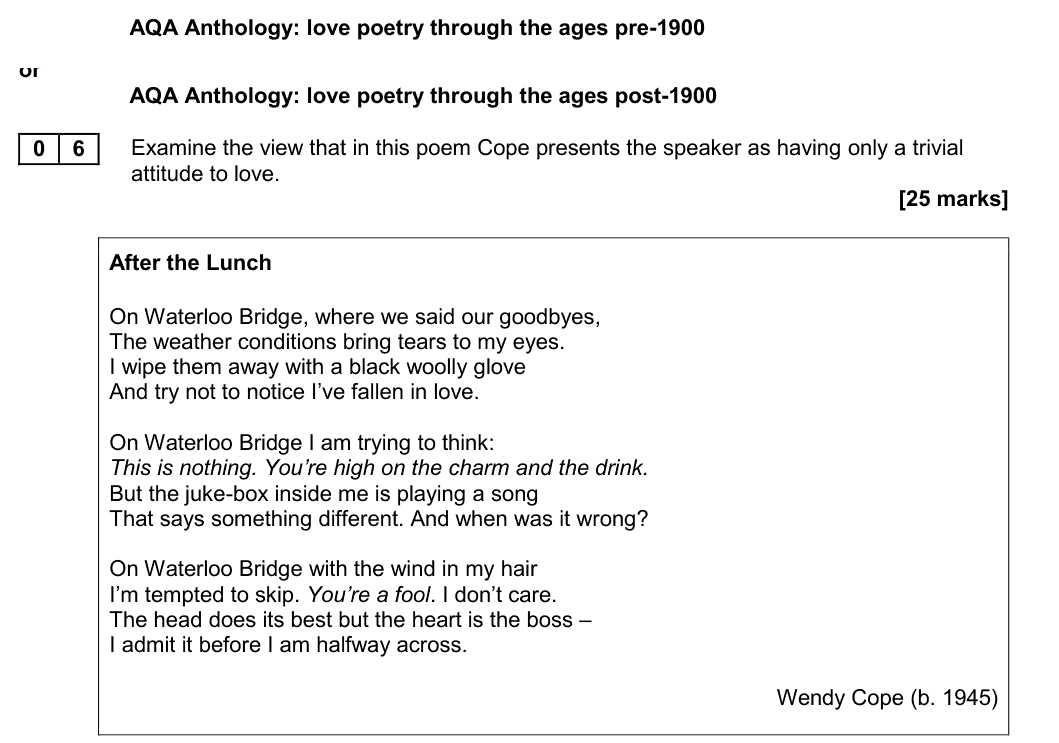 AQA Anthology: love poetry through the ages pre-1900
or
AQA Anthology: love poetry through the ages post-1900
0 6 Examine the view that in this poem Cope presents the speaker as having only a trivial
attitude to love.
[25 marks]
After the Lunch
On Waterloo Bridge, where we said our goodbyes,
The weather conditions bring tears to my eyes.
I wipe them away with a black woolly glove
And try not to notice I've fallen in love.
On Waterloo Bridge I am trying to think:
This is nothing. You're high on the charm and the drink.
But the juke-box inside me is playing a song
That says something different. And when was it wrong?
On Waterloo Bridge with the wind in my hair
I'm tempted to skip. You're a fool. I don't care.
The head does its best but the heart is the boss –
I admit it before I am halfway across.
Wendy Cope (b. 1945)